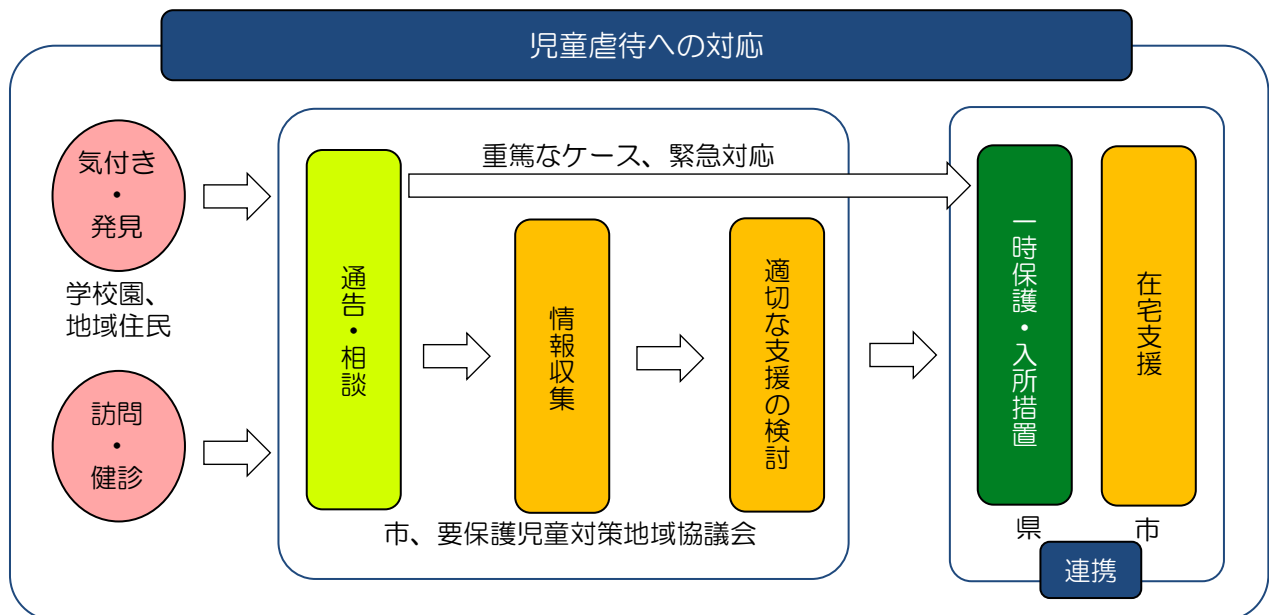 児童虐待への対応
気付き
・
発見
学校園、
地域住民
訪問
・
健診
重篤なケース、緊急対応
通告・相談
情報収集
適切な支援の検討
市、要保護児童対策地域協議会
一時保護・入所措置
在宅支援
県
市
連携